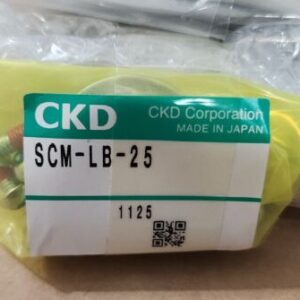 CKD
CKD Corporation
MADE IN JAPAN
SCM-LB-25
1125